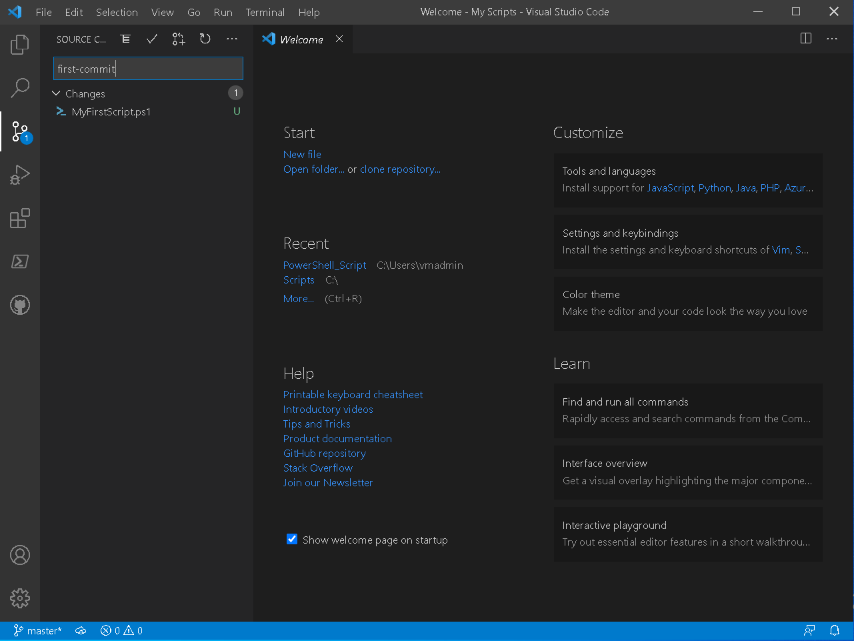 File Edit Selection View Go Run Terminal Help Welcome - My Scripts - Visual Studio Code
SOURCE C... Welcome
first-commit
Changes 1
MyFirstScript.ps1 U
1
Start
New file
Open folder... or clone repository...
Recent
PowerShell_Script C:\Users\vmadmin
Scripts C:\
More... (Ctrl+R)
Help
Printable keyboard cheatsheet
Introductory videos
Tips and Tricks
Product documentation
GitHub repository
Stack Overflow
Join our Newsletter
Show welcome page on startup
Customize
Tools and languages
Install support for JavaScript, Python, Java, PHP, Azur...
Settings and keybindings
Install the settings and keyboard shortcuts of Vim, S...
Color theme
Make the editor and your code look the way you love
Learn
Find and run all commands
Rapidly access and search commands from the Com...
Interface overview
Get a visual overlay highlighting the major compone...
Interactive playground
Try out essential editor features in a short walkthrou...
master* 0 0